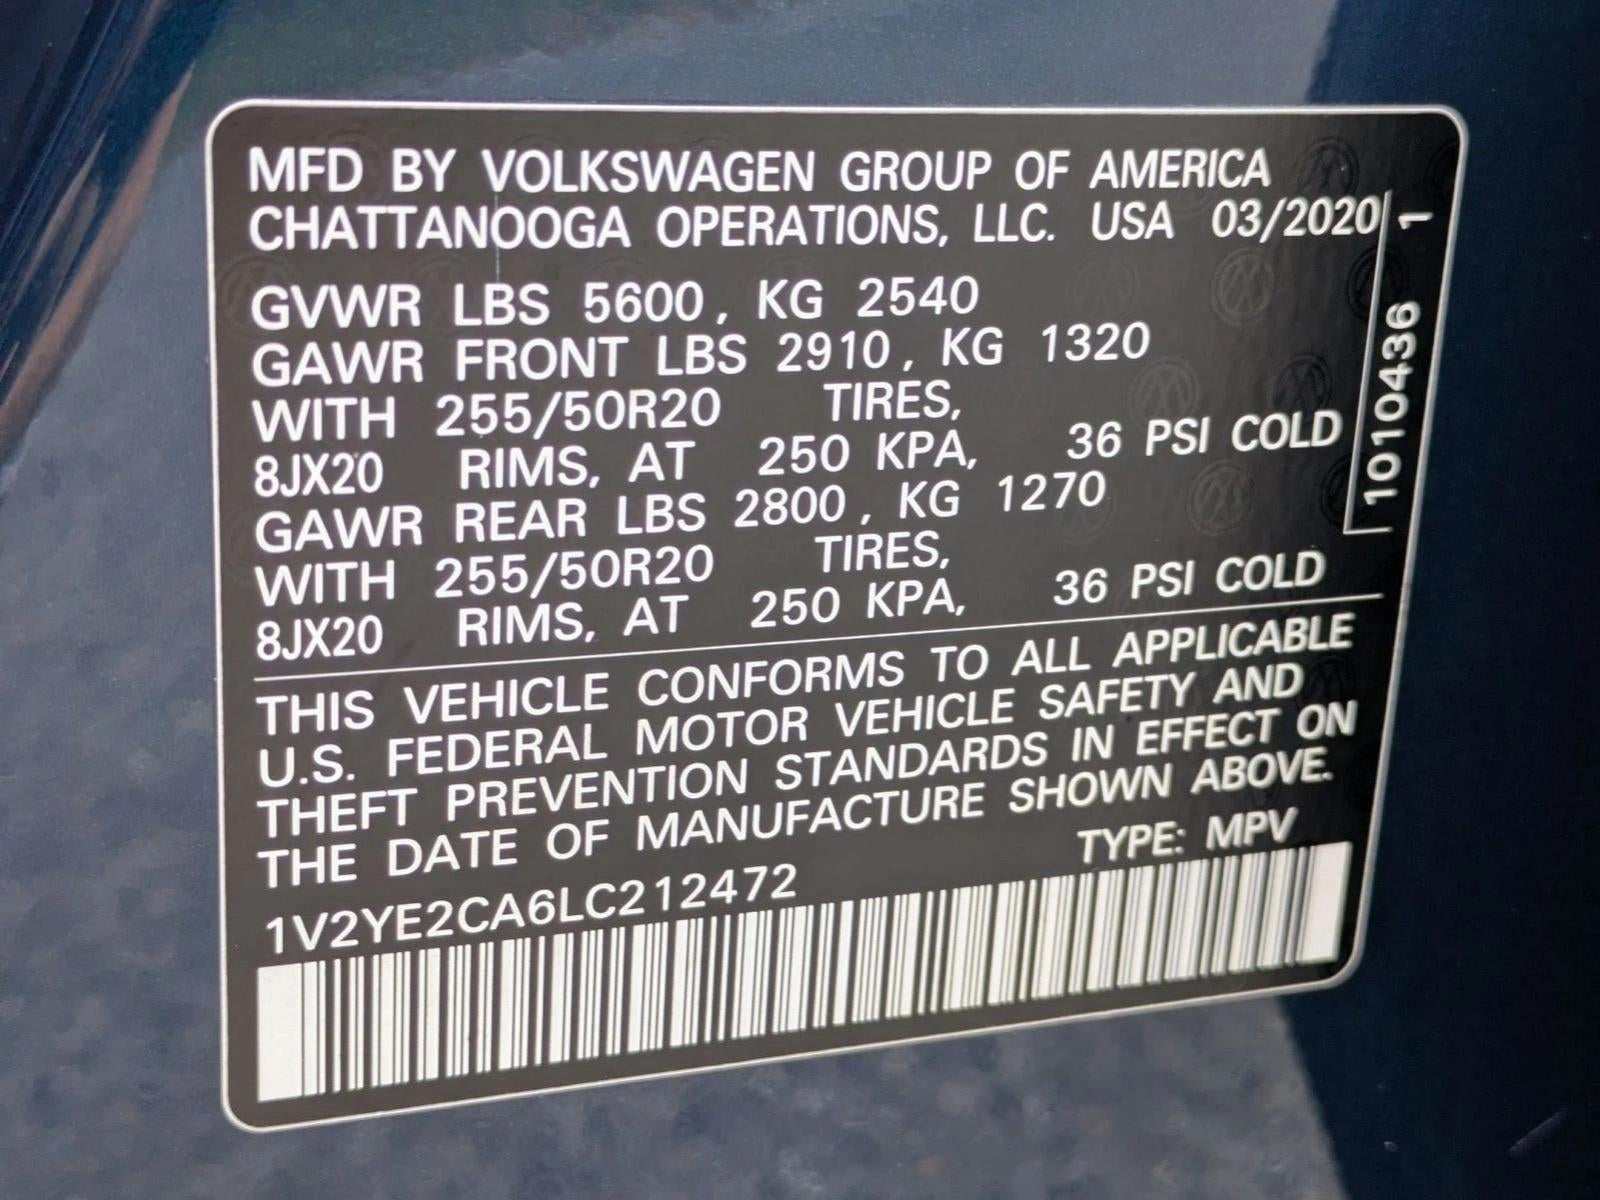 MFD BY VOLKSWAGEN GROUP OF AMERICA
CHATTANOOGA OPERATIONS, LLC. USA 03/2020
GVWR LBS 5600, KG 2540
GAWR FRONT LBS 2910, KG 1320
WITH 255/50R20 TIRES,
8JX20 RIMS, AT 250 KPA, 36 PSI COLD
GAWR REAR LBS 2800, KG 1270
WITH 255/50R20 TIRES,
8JX20 RIMS, AT 250 KPA, 36 PSI COLD
THIS VEHICLE CONFORMS TO ALL APPLICABLE
U.S. FEDERAL MOTOR VEHICLE SAFETY AND
THEFT PREVENTION STANDARDS IN EFFECT ON
THE DATE OF MANUFACTURE SHOWN ABOVE.
1V2YE2CA6LC212472 TYPE: MPV
1010436 1